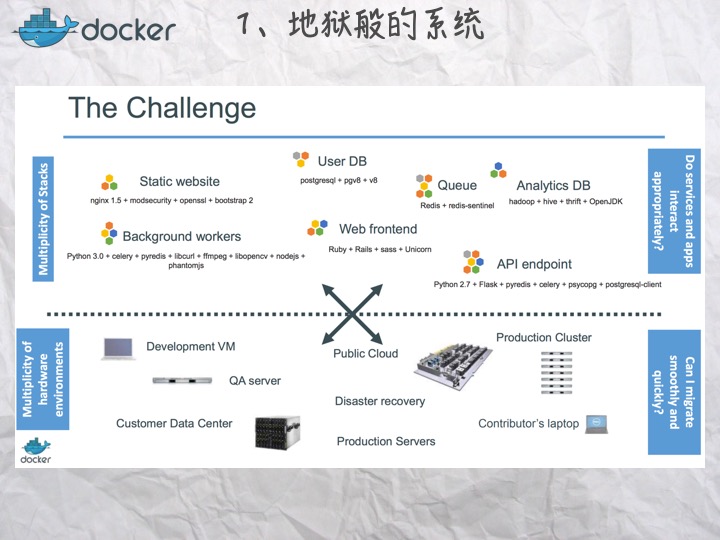 docker
1、地狱般的系统
The Challenge
Multiplicity of Stacks
Static website
nginx 1.5 + modsecurity + openssl + bootstrap 2
User DB
postgresql + pgv8 + v8
Queue
Redis + redis-sentinel
Analytics DB
hadoop + hive + thrift + OpenJDK
Background workers
Python 3.0 + celery + pyredis + libcurl + ffmpeg + libopencv + nodejs +
phantomjs
Web frontend
Ruby + Rails + sass + Unicorn
API endpoint
Python 2.7 + Flask + pyredis + celery + psycopg + postgresql-client
Do services and apps
interact
appropriately?
Multiplicity of
hardware
environments
Development VM
QA server
Customer Data Center
Public Cloud
Disaster recovery
Production Servers
Production Cluster
Contributor's laptop
DELL
Can I migrate
smoothly and
quickly?
docker